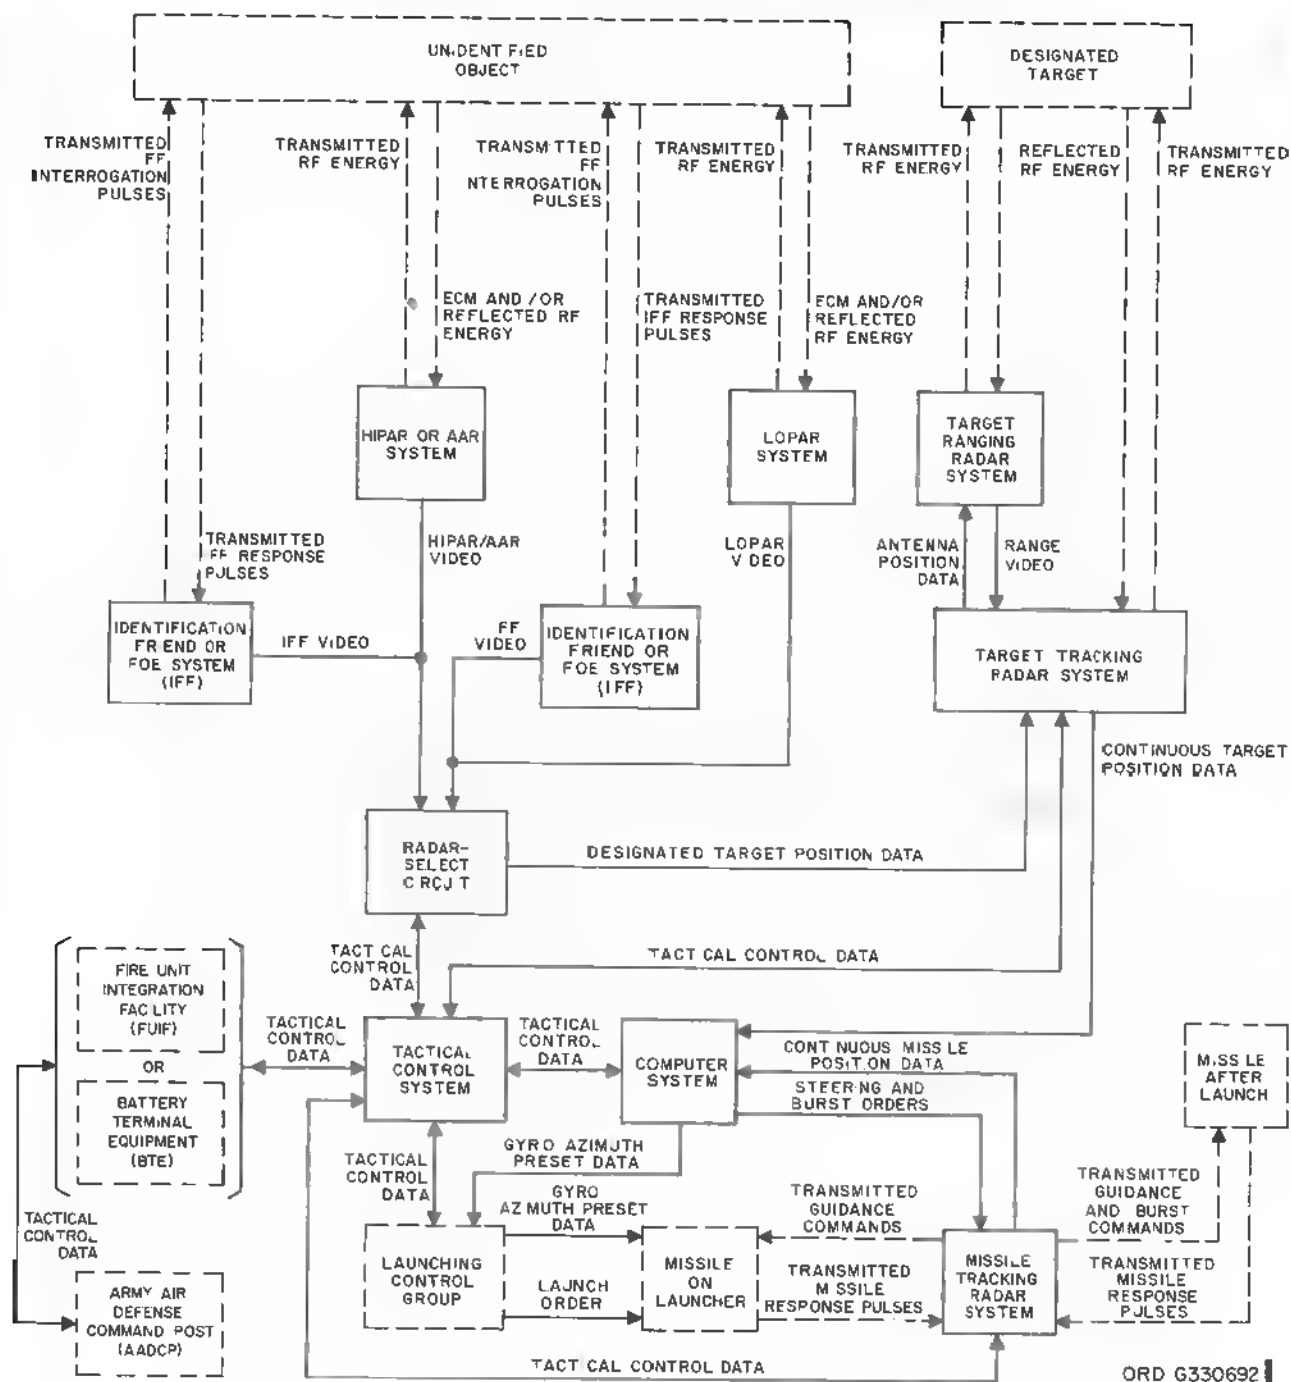 UNIDENTIFIED
OBJECT
DESIGNATED
TARGET
TRANSMITTED
FF
INTERROGATION
PULSES
TRANSMITTED
RF ENERGY
TRANSMITTED
FF
NTERROGATION
PULSES
TRANSMITTED
RF ENERGY
TRANSMITTED
RF ENERGY
REFLECTED
RF ENERGY
TRANSMITTED
RF ENERGY
ECM AND/OR
REFLECTED RF
ENERGY
TRANSMITTED
IFF RESPONSE
PULSES
ECM AND/OR
REFLECTED
RF ENERGY
HIPAR OR AAR
SYSTEM
LOPAR
SYSTEM
TARGET
RANGING
RADAR
SYSTEM
TRANSMITTED
IFF RESPONSE
PULSES
HIPAR/AAR
VIDEO
LOPAR
VIDEO
ANTENNA
POSITION
DATA
RANGE
VIDEO
IDENTIFICATION
FRIEND OR
FOE SYSTEM
(IFF)
IFF VIDEO
FF
VIDEO
IDENTIFICATION
FRIEND OR
FOE SYSTEM
(IFF)
TARGET TRACKING
RADAR SYSTEM
CONTINUOUS TARGET
POSITION DATA
RADAR-
SELECT
CIRCUIT
DESIGNATED TARGET POSITION DATA
TACTICAL
CONTROL
DATA
TACTICAL CONTROL DATA
FIRE UNIT
INTEGRATION
FACILITY
(FUIF)
OR
BATTERY
TERMINAL
EQUIPMENT
(BTE)
TACTICAL
CONTROL
DATA
TACTICAL
CONTROL
SYSTEM
TACTICAL
CONTROL
DATA
COMPUTER
SYSTEM
CONTINUOUS MISSILE
POSITION DATA
STEERING AND
BURST ORDERS
MISSILE
AFTER
LAUNCH
GYRO AZIMUTH
PRESET DATA
TACTICAL
CONTROL
DATA
GYRO
AZIMUTH PRESET
DATA
TRANSMITTED
GUIDANCE
COMMANDS
TRANSMITTED
GUIDANCE
AND BURST
COMMANDS
TACTICAL
CONTROL
DATA
LAUNCHING
CONTROL
GROUP
LAUNCH
ORDER
MISSILE
ON
LAUNCHER
TRANSMITTED
MISSILE
RESPONSE PULSES
MISSILE
TRACKING
RADAR
SYSTEM
TRANSMITTED
MISSILE
RESPONSE
PULSES
ARMY AIR
DEFENSE
COMMAND POST
(AADCP)
TACTICAL CONTROL DATA
ORD G330692